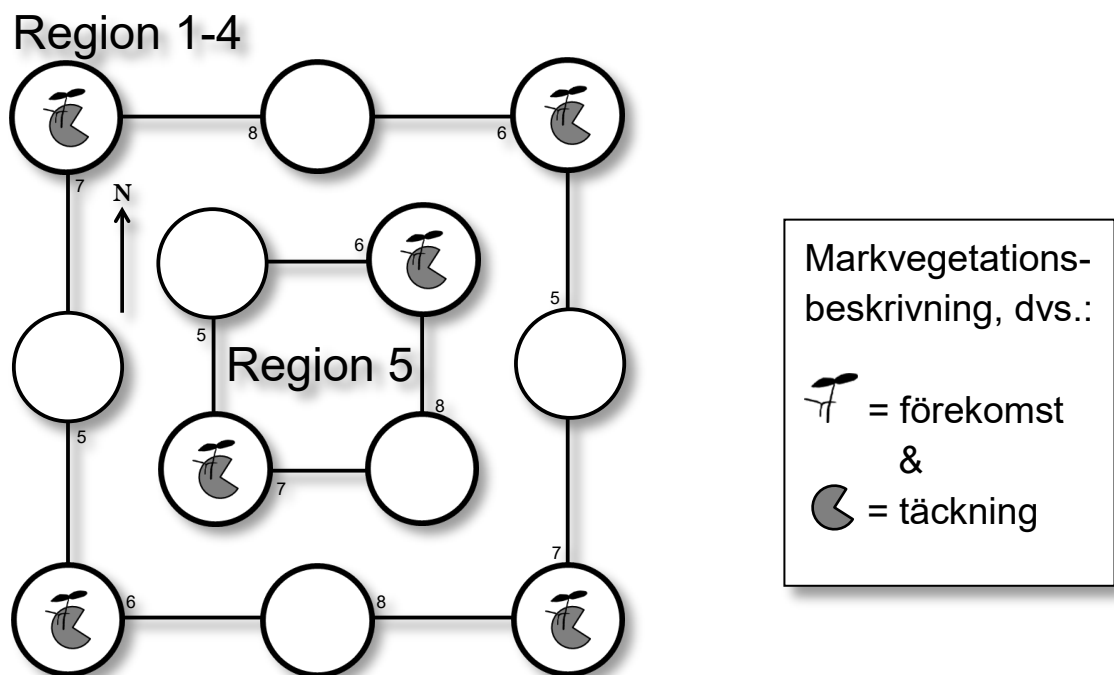 Region 1-4
8
6
7
N
6
5
5
Region 5
8
5
7
7
6
8
Markvegetations-
beskrivning, dvs.:
= förekomst
&
= täckning